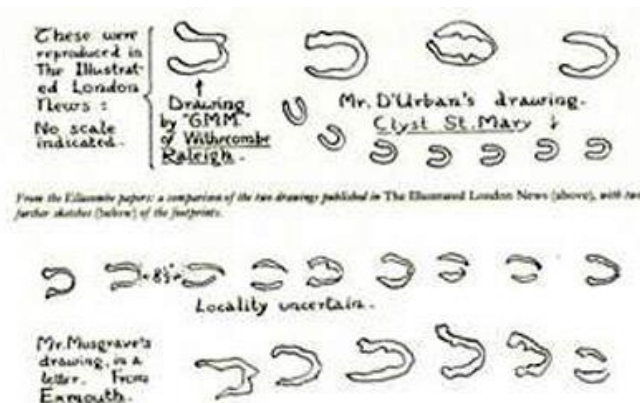 These were
reproduced in
The Illustrat-
ed London
News:
No scale
indicated.
Drawing
by "G.M.M."
of Withecombe
Raleigh.
Mr. D'Urban's drawing.
Clyst St. Mary
From the Ellacombe papers: a comparison of the two drawings published in The Illustrated London News (above), with two
further sketches (below) of the footprints.
8½"
Locality uncertain.
Mr. Musgrave's
drawing, in a
letter. From
Exmouth.